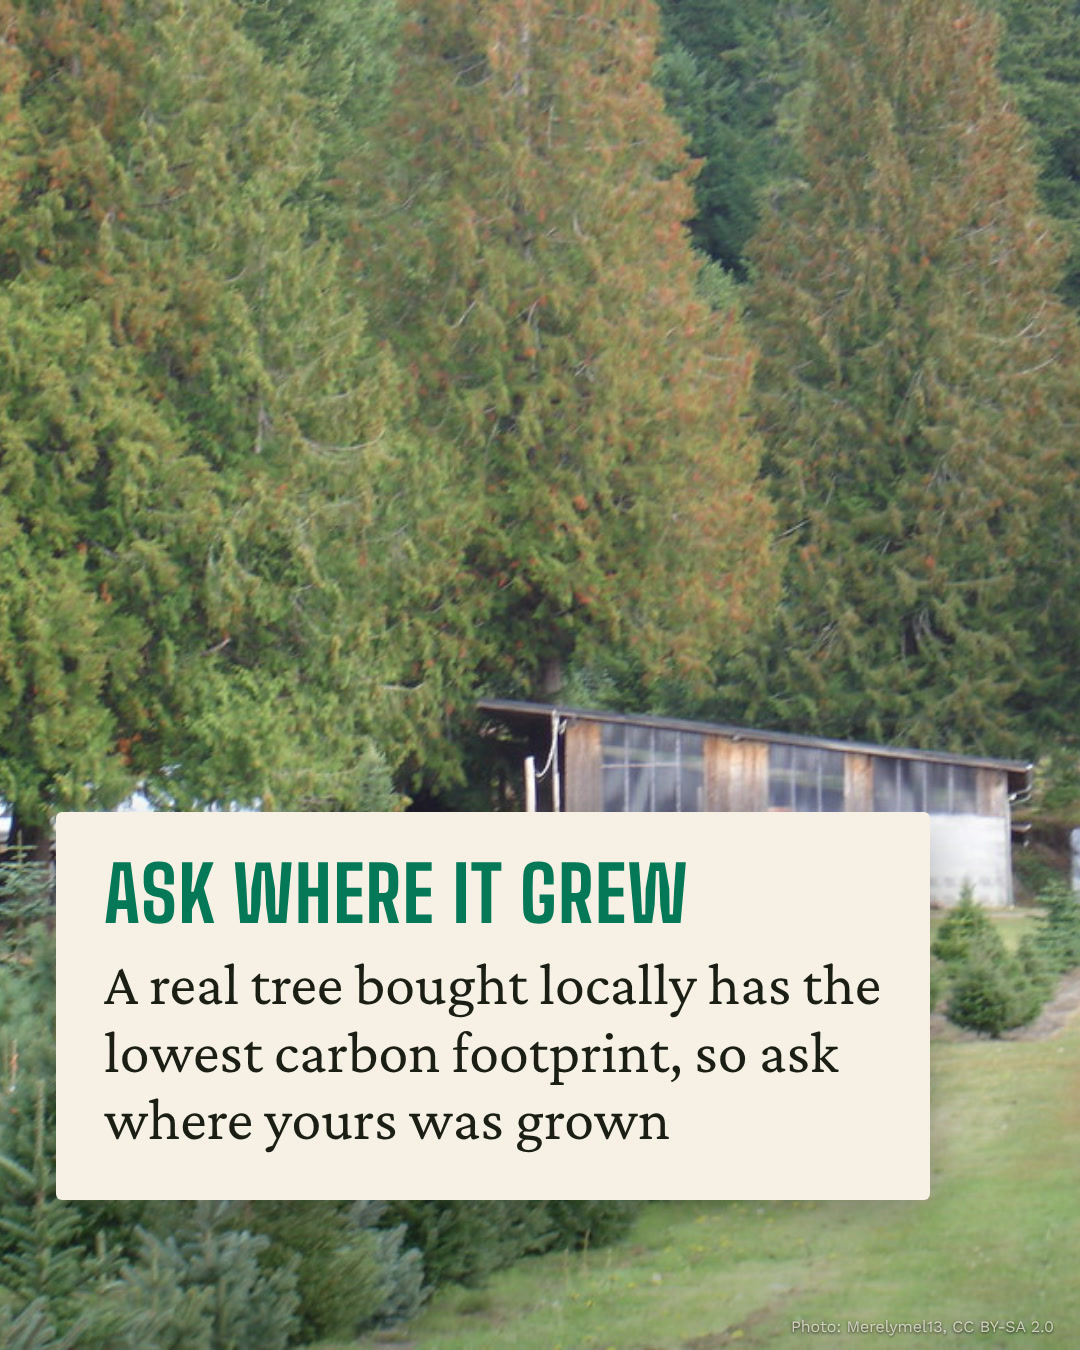 ASK WHERE IT GREW
A real tree bought locally has the
lowest carbon footprint, so ask
where yours was grown
Photo: Merelymel13, CC BY-SA 2.0